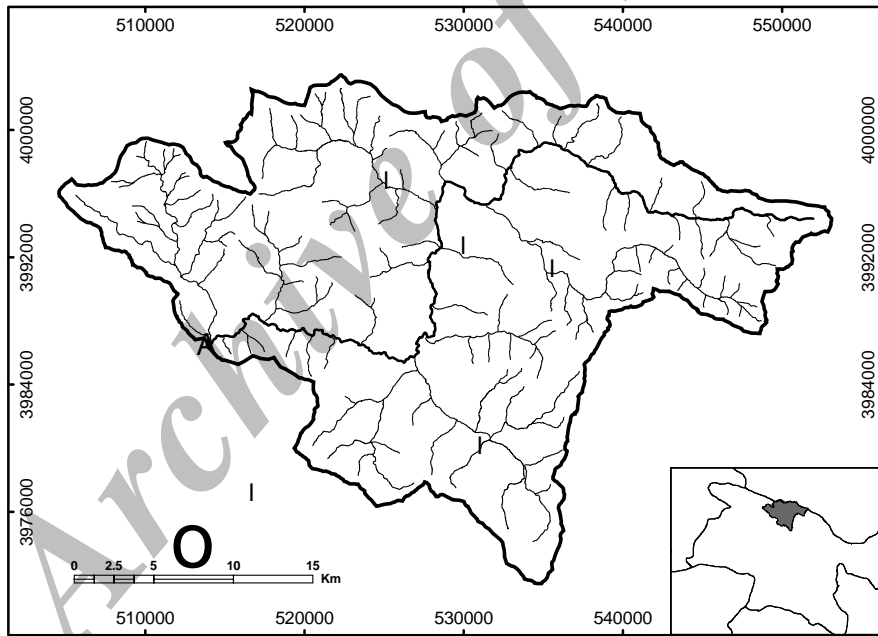 510000 520000 530000 540000 550000
4000000 4000000
3992000 3992000
3984000 3984000
3976000 3976000
I
I
I
A
I
I
O
0 2.5 5 10 15
Km
510000 520000 530000 540000
Archive of